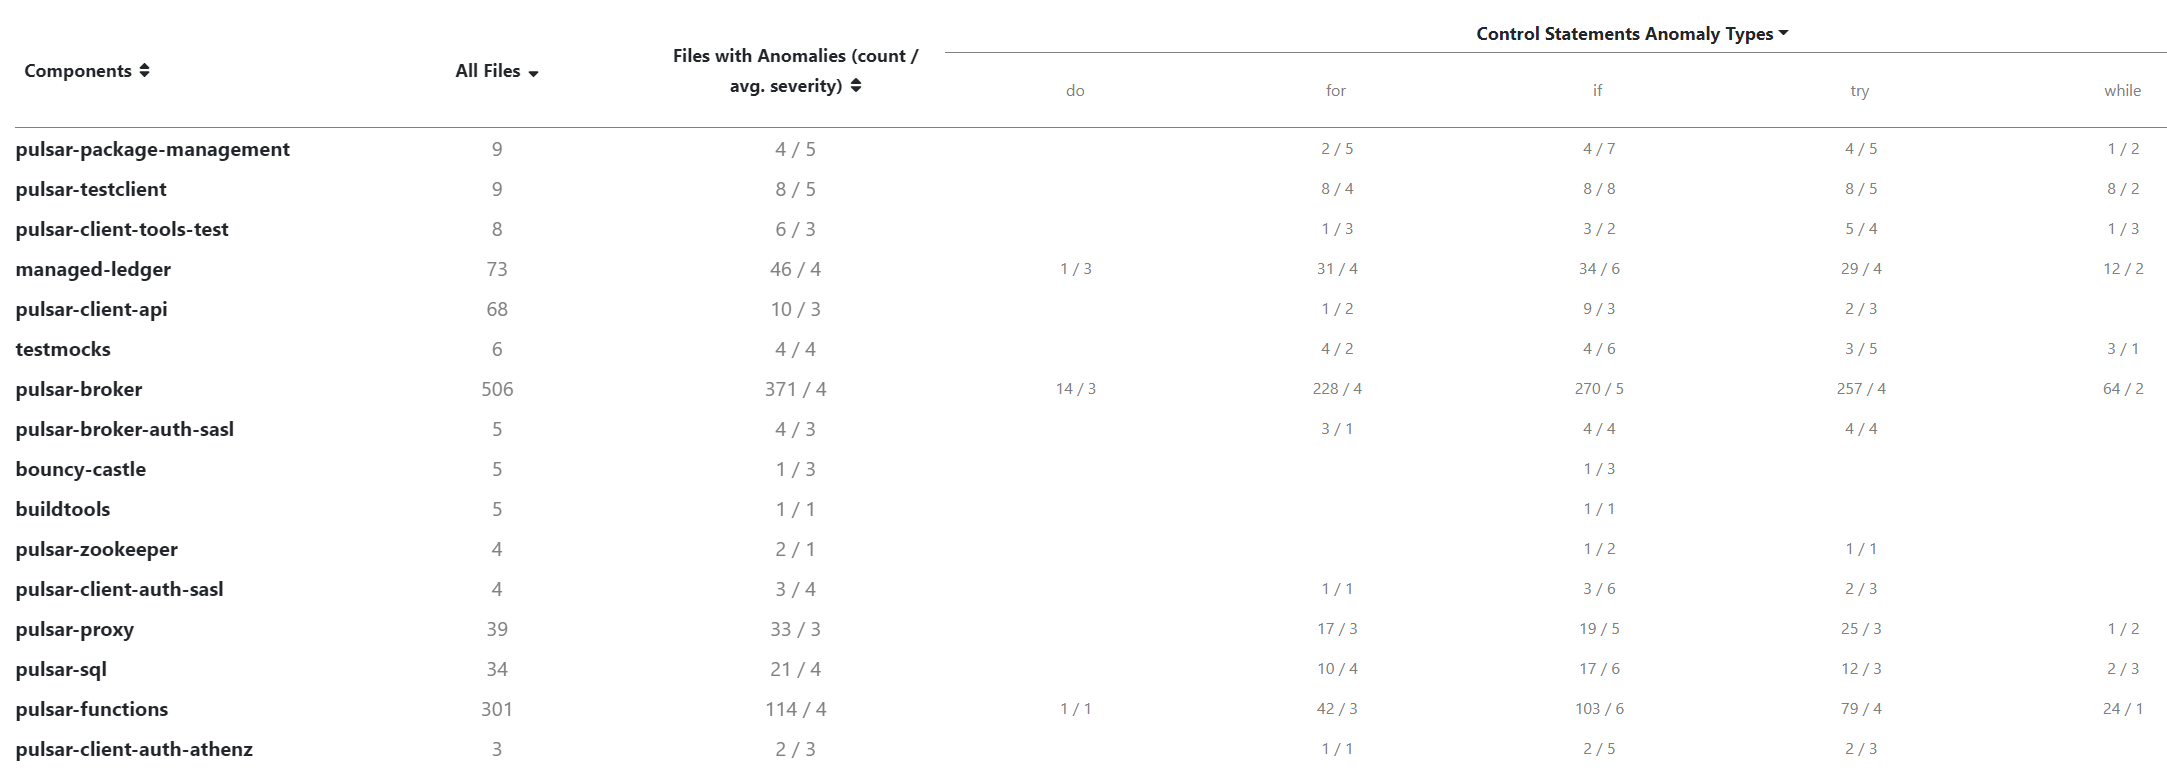 Control Statements Anomaly Types
Components All Files Files with Anomalies (count /
avg. severity)
do for if try while
pulsar-package-management 9 4 / 5 2 / 5 4 / 7 4 / 5 1 / 2
pulsar-testclient 9 8 / 5 8 / 4 8 / 8 8 / 5 8 / 2
pulsar-client-tools-test 8 6 / 3 1 / 3 3 / 2 5 / 4 1 / 3
managed-ledger 73 46 / 4 1 / 3 31 / 4 34 / 6 29 / 4 12 / 2
pulsar-client-api 68 10 / 3 1 / 2 9 / 3 2 / 3
testmocks 6 4 / 4 4 / 2 4 / 6 3 / 5 3 / 1
pulsar-broker 506 371 / 4 14 / 3 228 / 4 270 / 5 257 / 4 64 / 2
pulsar-broker-auth-sasl 5 4 / 3 3 / 1 4 / 4 4 / 4
bouncy-castle 5 1 / 3 1 / 3
buildtools 5 1 / 1 1 / 1
pulsar-zookeeper 4 2 / 1 1 / 2 1 / 1
pulsar-client-auth-sasl 4 3 / 4 1 / 1 3 / 6 2 / 3
pulsar-proxy 39 33 / 3 17 / 3 19 / 5 25 / 3 1 / 2
pulsar-sql 34 21 / 4 10 / 4 17 / 6 12 / 3 2 / 3
pulsar-functions 301 114 / 4 1 / 1 42 / 3 103 / 6 79 / 4 24 / 1
pulsar-client-auth-athenz 3 2 / 3 1 / 1 2 / 5 2 / 3